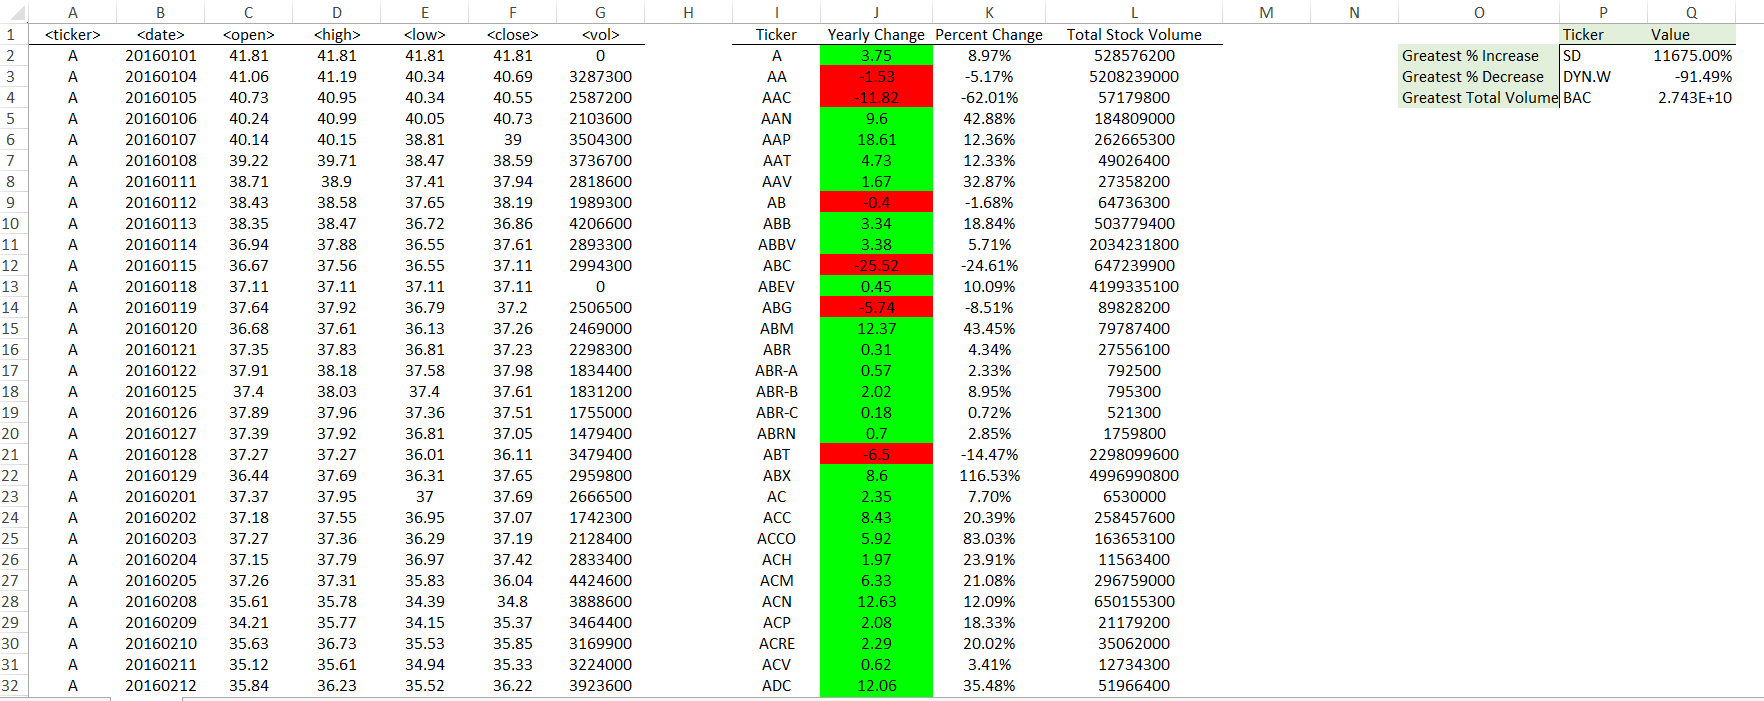 A B C D E F G H I J K L M N O P Q
1 <ticker> <date> <open> <high> <low> <close> <vol> Ticker Yearly Change Percent Change Total Stock Volume Ticker Value
2 A 20160101 41.81 41.81 41.81 41.81 0 A 3.75 8.97% 528576200 Greatest % Increase SD 11675.00%
3 A 20160104 41.06 41.19 40.34 40.69 3287300 AA -1.53 -5.17% 5208239000 Greatest % Decrease DYN.W -91.49%
4 A 20160105 40.73 40.95 40.34 40.55 2587200 AAC -11.82 -62.01% 57179800 Greatest Total Volume BAC 2.743E+10
5 A 20160106 40.24 40.99 40.05 40.73 2103600 AAN 9.6 42.88% 184809000
6 A 20160107 40.14 40.15 38.81 39 3504300 AAP 18.61 12.36% 262665300
7 A 20160108 39.22 39.71 38.47 38.59 3736700 AAT 4.73 12.33% 49026400
8 A 20160111 38.71 38.9 37.41 37.94 2818600 AAV 1.67 32.87% 27358200
9 A 20160112 38.43 38.58 37.65 38.19 1989300 AB -0.4 -1.68% 64736300
10 A 20160113 38.35 38.47 36.72 36.86 4206600 ABB 3.34 18.84% 503779400
11 A 20160114 36.94 37.88 36.55 37.61 2893300 ABBV 3.38 5.71% 2034231800
12 A 20160115 36.67 37.56 36.55 37.11 2994300 ABC -25.52 -24.61% 647239900
13 A 20160118 37.11 37.11 37.11 37.11 0 ABEV 0.45 10.09% 4199335100
14 A 20160119 37.64 37.92 36.79 37.2 2506500 ABG -5.74 -8.51% 89828200
15 A 20160120 36.68 37.61 36.13 37.26 2469000 ABM 12.37 43.45% 79787400
16 A 20160121 37.35 37.83 36.81 37.23 2298300 ABR 0.31 4.34% 27556100
17 A 20160122 37.91 38.18 37.58 37.98 1834400 ABR-A 0.57 2.33% 792500
18 A 20160125 37.4 38.03 37.4 37.61 1831200 ABR-B 2.02 8.95% 795300
19 A 20160126 37.89 37.96 37.36 37.51 1755000 ABR-C 0.18 0.72% 521300
20 A 20160127 37.39 37.92 36.81 37.05 1479400 ABRN 0.7 2.85% 1759800
21 A 20160128 37.27 37.27 36.01 36.11 3479400 ABT -6.5 -14.47% 2298099600
22 A 20160129 36.44 37.69 36.31 37.65 2959800 ABX 8.6 116.53% 4996990800
23 A 20160201 37.37 37.95 37 37.69 2666500 AC 2.35 7.70% 6530000
24 A 20160202 37.18 37.55 36.95 37.07 1742300 ACC 8.43 20.39% 258457600
25 A 20160203 37.27 37.36 36.29 37.19 2128400 ACCO 5.92 83.03% 163653100
26 A 20160204 37.15 37.79 36.97 37.42 2833400 ACH 1.97 23.91% 11563400
27 A 20160205 37.26 37.31 35.83 36.04 4424600 ACM 6.33 21.08% 296759000
28 A 20160208 35.61 35.78 34.39 34.8 3888600 ACN 12.63 12.09% 650155300
29 A 20160209 34.21 35.77 34.15 35.37 3464400 ACP 2.08 18.33% 21179200
30 A 20160210 35.63 36.73 35.53 35.85 3169900 ACRE 2.29 20.02% 35062000
31 A 20160211 35.12 35.61 34.94 35.33 3224000 ACV 0.62 3.41% 12734300
32 A 20160212 35.84 36.23 35.52 36.22 3923600 ADC 12.06 35.48% 51966400